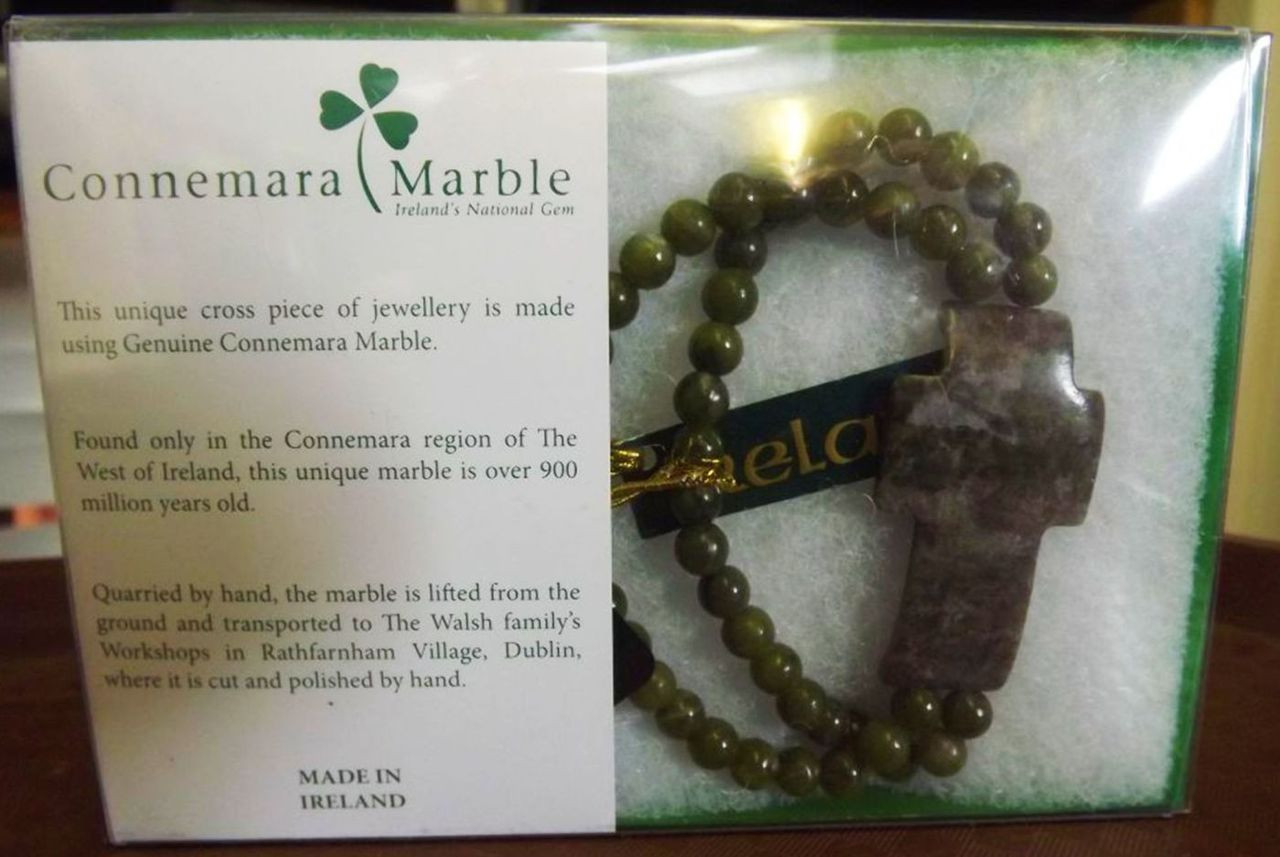 Connemara Marble
Ireland's National Gem
This unique cross piece of jewellery is made
using Genuine Connemara Marble.
Found only in the Connemara region of The
West of Ireland, this unique marble is over 900
million years old.
Quarried by hand, the marble is lifted from the
ground and transported to The Walsh family's
Workshops in Rathfarnham Village, Dublin,
where it is cut and polished by hand.
MADE IN
IRELAND